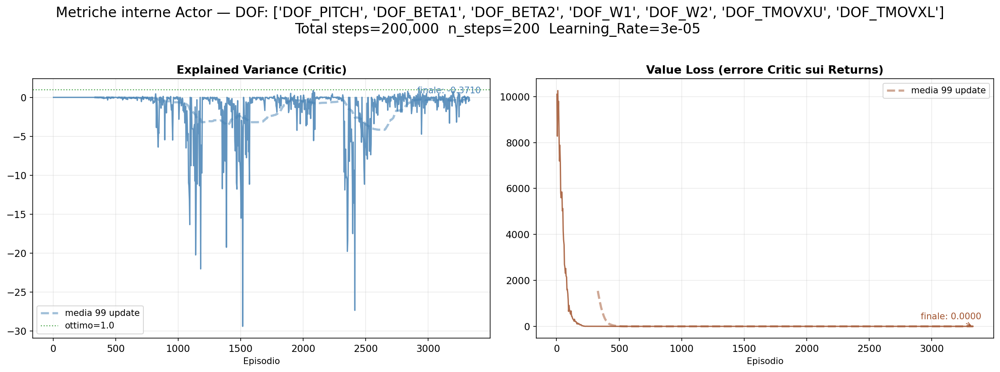 Metriche interne Actor — DOF: ['DOF_PITCH', 'DOF_BETA1', 'DOF_BETA2', 'DOF_W1', 'DOF_W2', 'DOF_TMOVXU', 'DOF_TMOVXL']
Total steps=200,000  n_steps=200  Learning_Rate=3e-05
Explained Variance (Critic)
finale: -0.3710
0
−5
−10
−15
−20
−25
−30
media 99 update
ottimo=1.0
0
500
1000
1500
2000
2500
3000
Episodio
Value Loss (errore Critic sui Returns)
media 99 update
10000
8000
6000
4000
2000
0
finale: 0.0000
0
500
1000
1500
2000
2500
3000
Episodio